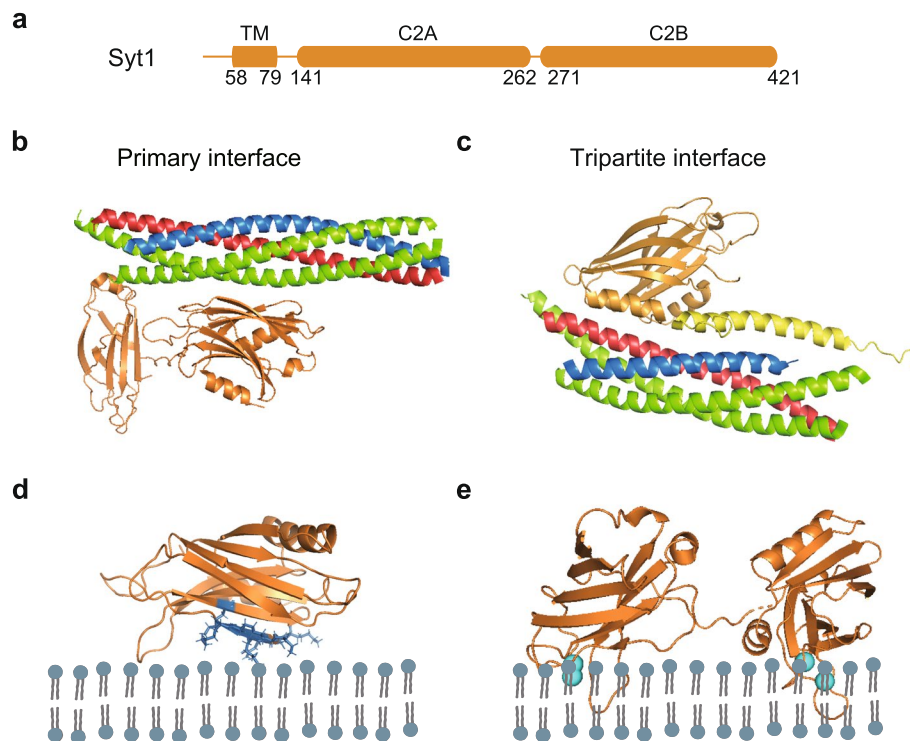 a
TM C2A C2B
Syt1
58 79 141 262 271 421
b c
Primary interface Tripartite interface
d e